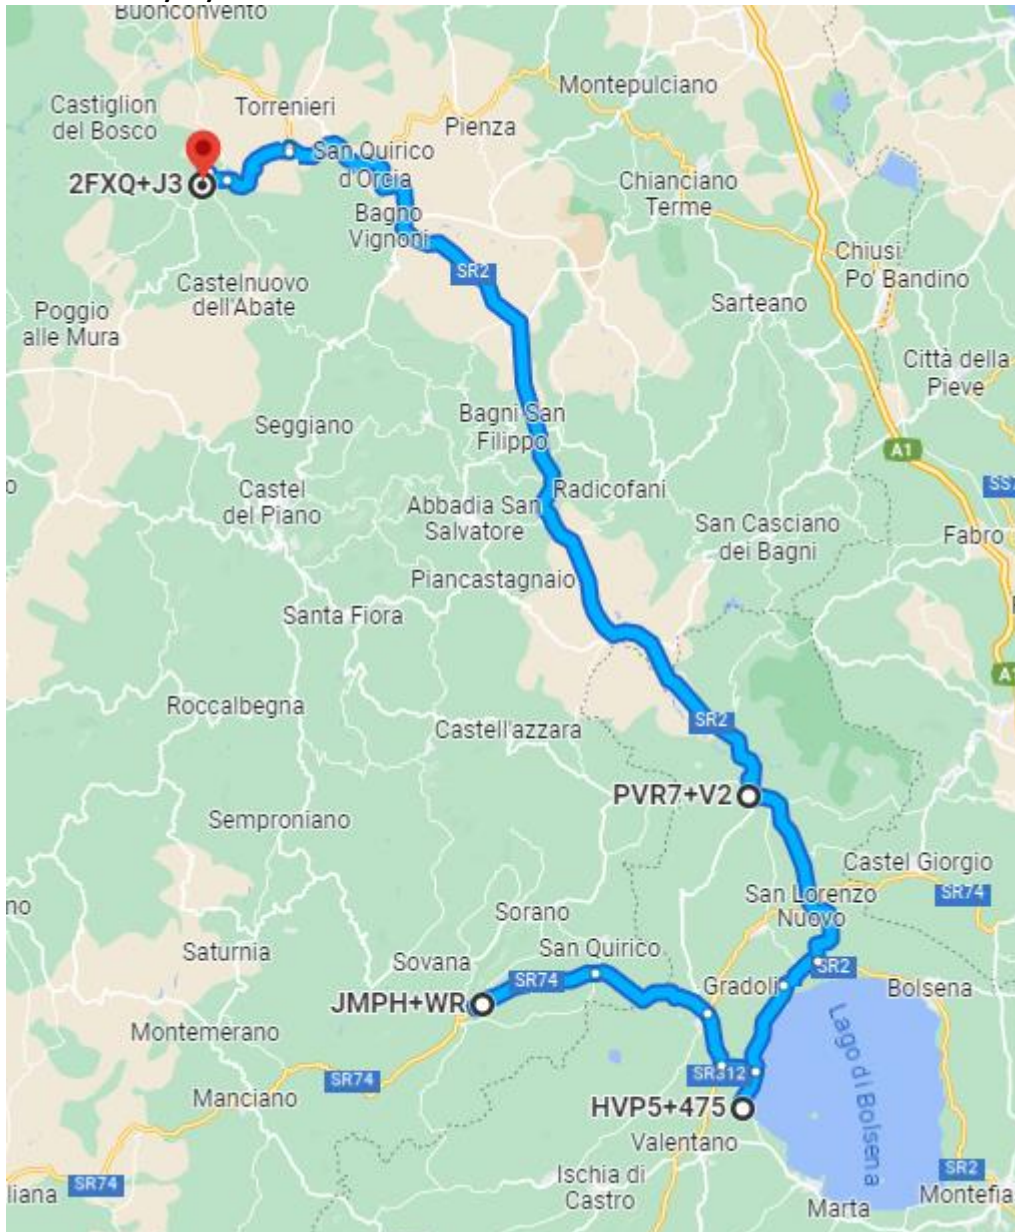 Buonconvento
Montepulciano
Castiglion
del Bosco
Torrenieri
Pienza
San Quirico
d'Orcia
2FXQ+J3
Chianciano
Terme
Bagno
Vignoni
Chiusi
Po' Bandino
SR2
Castelnuovo
dell'Abate
Sarteano
Poggio
alle Mura
Città della
Pieve
Bagni San
Filippo
Seggiano
A1
Castel
del Piano
Radicofani
Abbadia San
Salvatore
San Casciano
dei Bagni
Fabro
Piancastagnaio
Santa Fiora
Roccalbegna
SR2
Castell'azzara
PVR7+V2
Semproniano
Castel Giorgio
San Lorenzo
Nuovo
SR74
Sorano
San Quirico
Saturnia
Sovana
SR74
SR2
Gradoli
Bolsena
JMPH+WR
Lago di Bolsena
Montemerano
SR74
SR312
Manciano
HVP5+475
Valentano
Ischia di
Castro
SR2
SR74
Marta